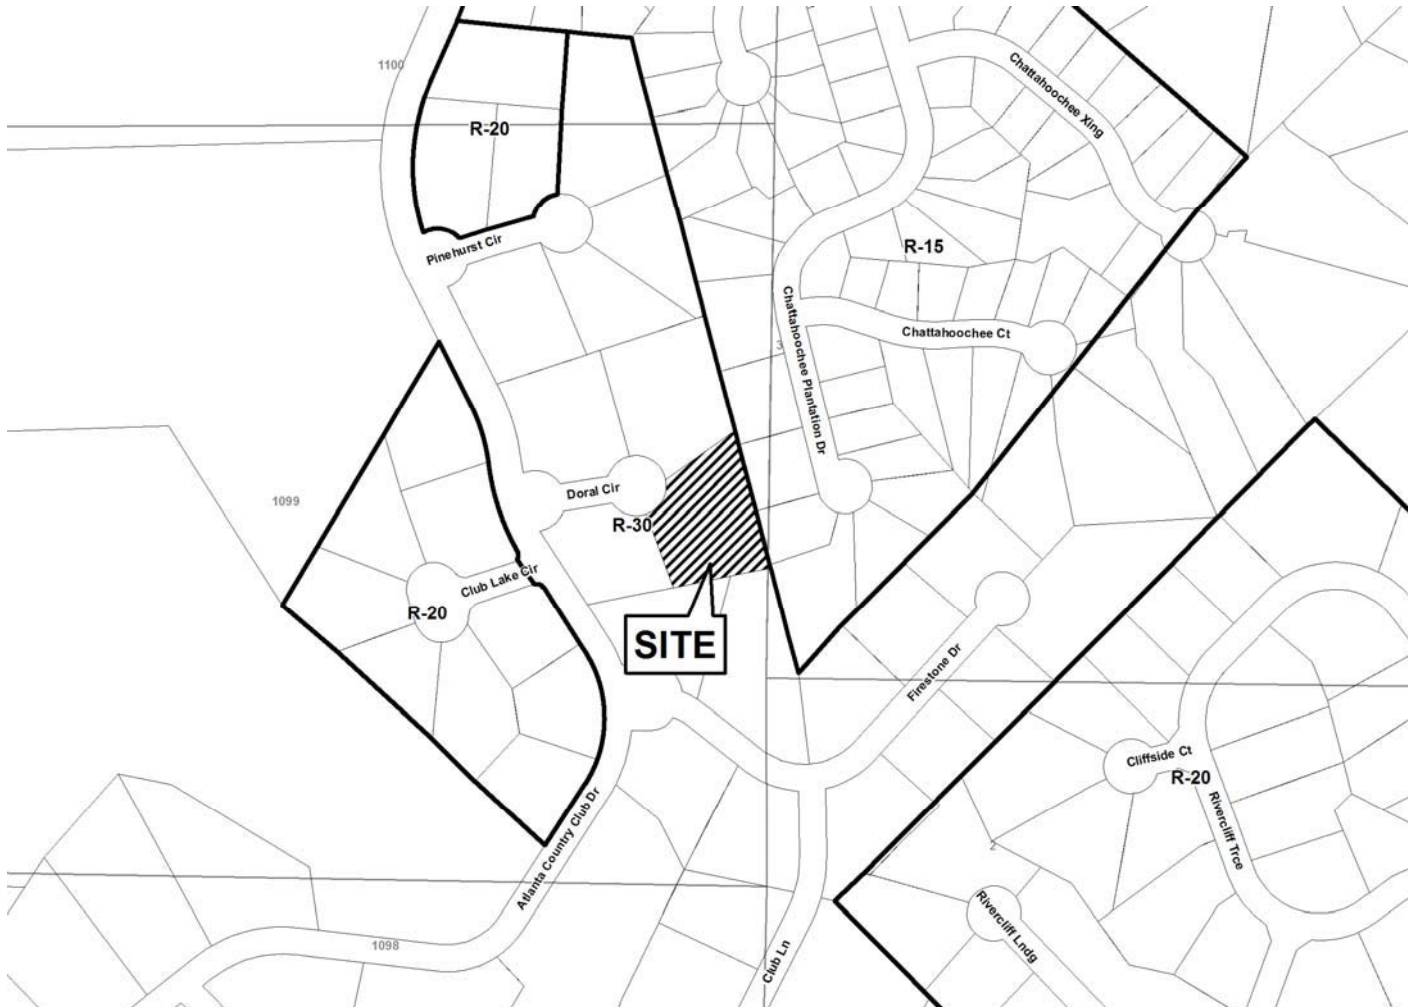 1100
R-20
Chattahoochee Xing
Pinehurst Cir
R-15
Chattahoochee Plantation Dr
Chattahoochee Ct
3
1099
Doral Cir
R-30
Club Lake Cir
R-20
SITE
Firestone Dr
Cliffside Ct
R-20
Rivercliff Trce
Atlanta Country Club Dr
2
Rivercliff Lndg
1098
Club Ln